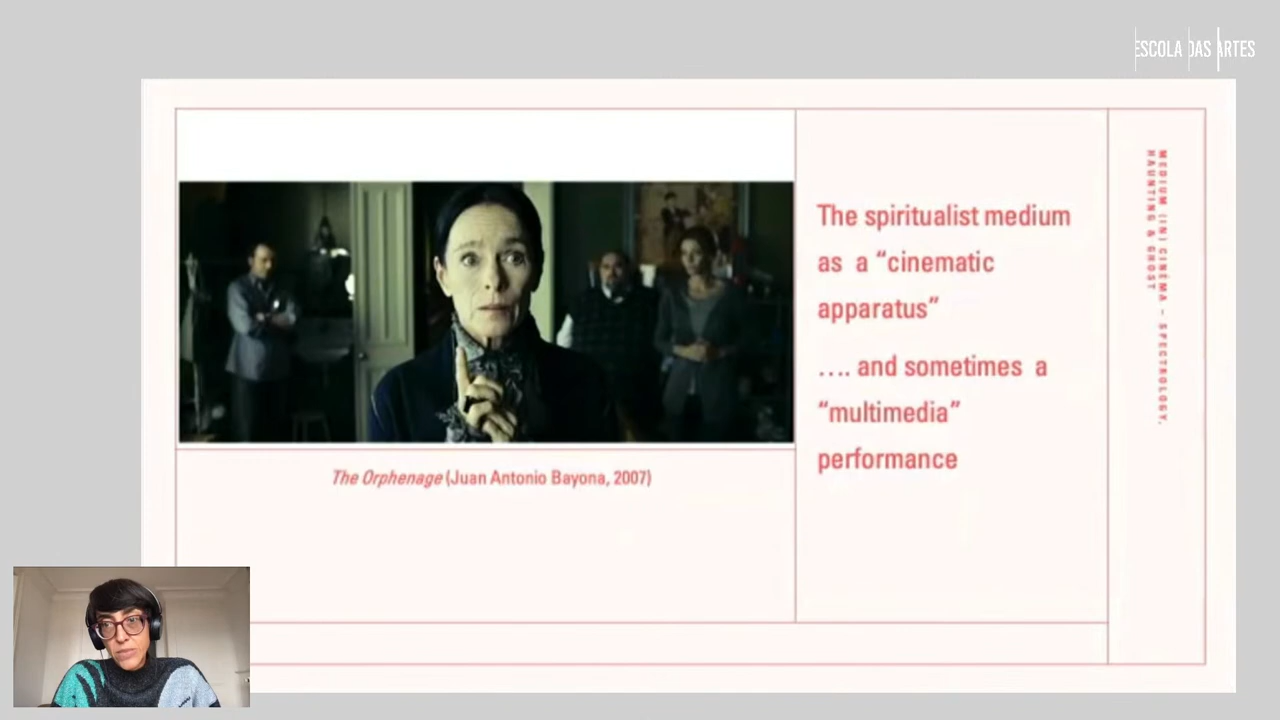 ESCOLA DAS ARTES
The Orphenage (Juan Antonio Bayona, 2007)
The spiritualist medium
as a “cinematic
apparatus”
…. and sometimes a
“multimedia”
performance
MEDIUM (IN) CINEMA – SPECTROLOGY,
HAUNTING & GHOST